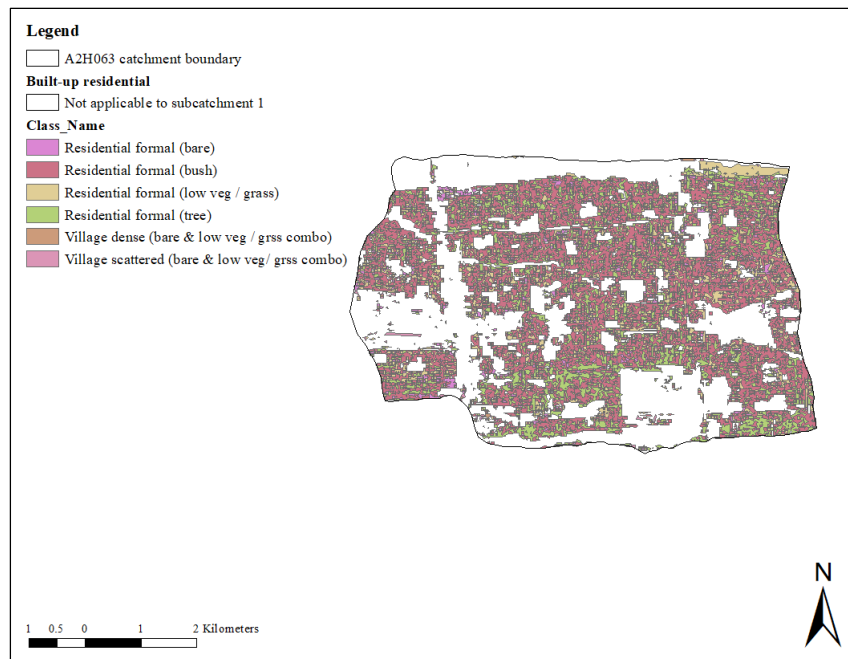 Legend
A2H063 catchment boundary
Built-up residential
Not applicable to subcatchment 1
Class_Name
Residential formal (bare)
Residential formal (bush)
Residential formal (low veg / grass)
Residential formal (tree)
Village dense (bare & low veg / grss combo)
Village scattered (bare & low veg/ grss combo)
N
1 0.5 0 1 2 Kilometers